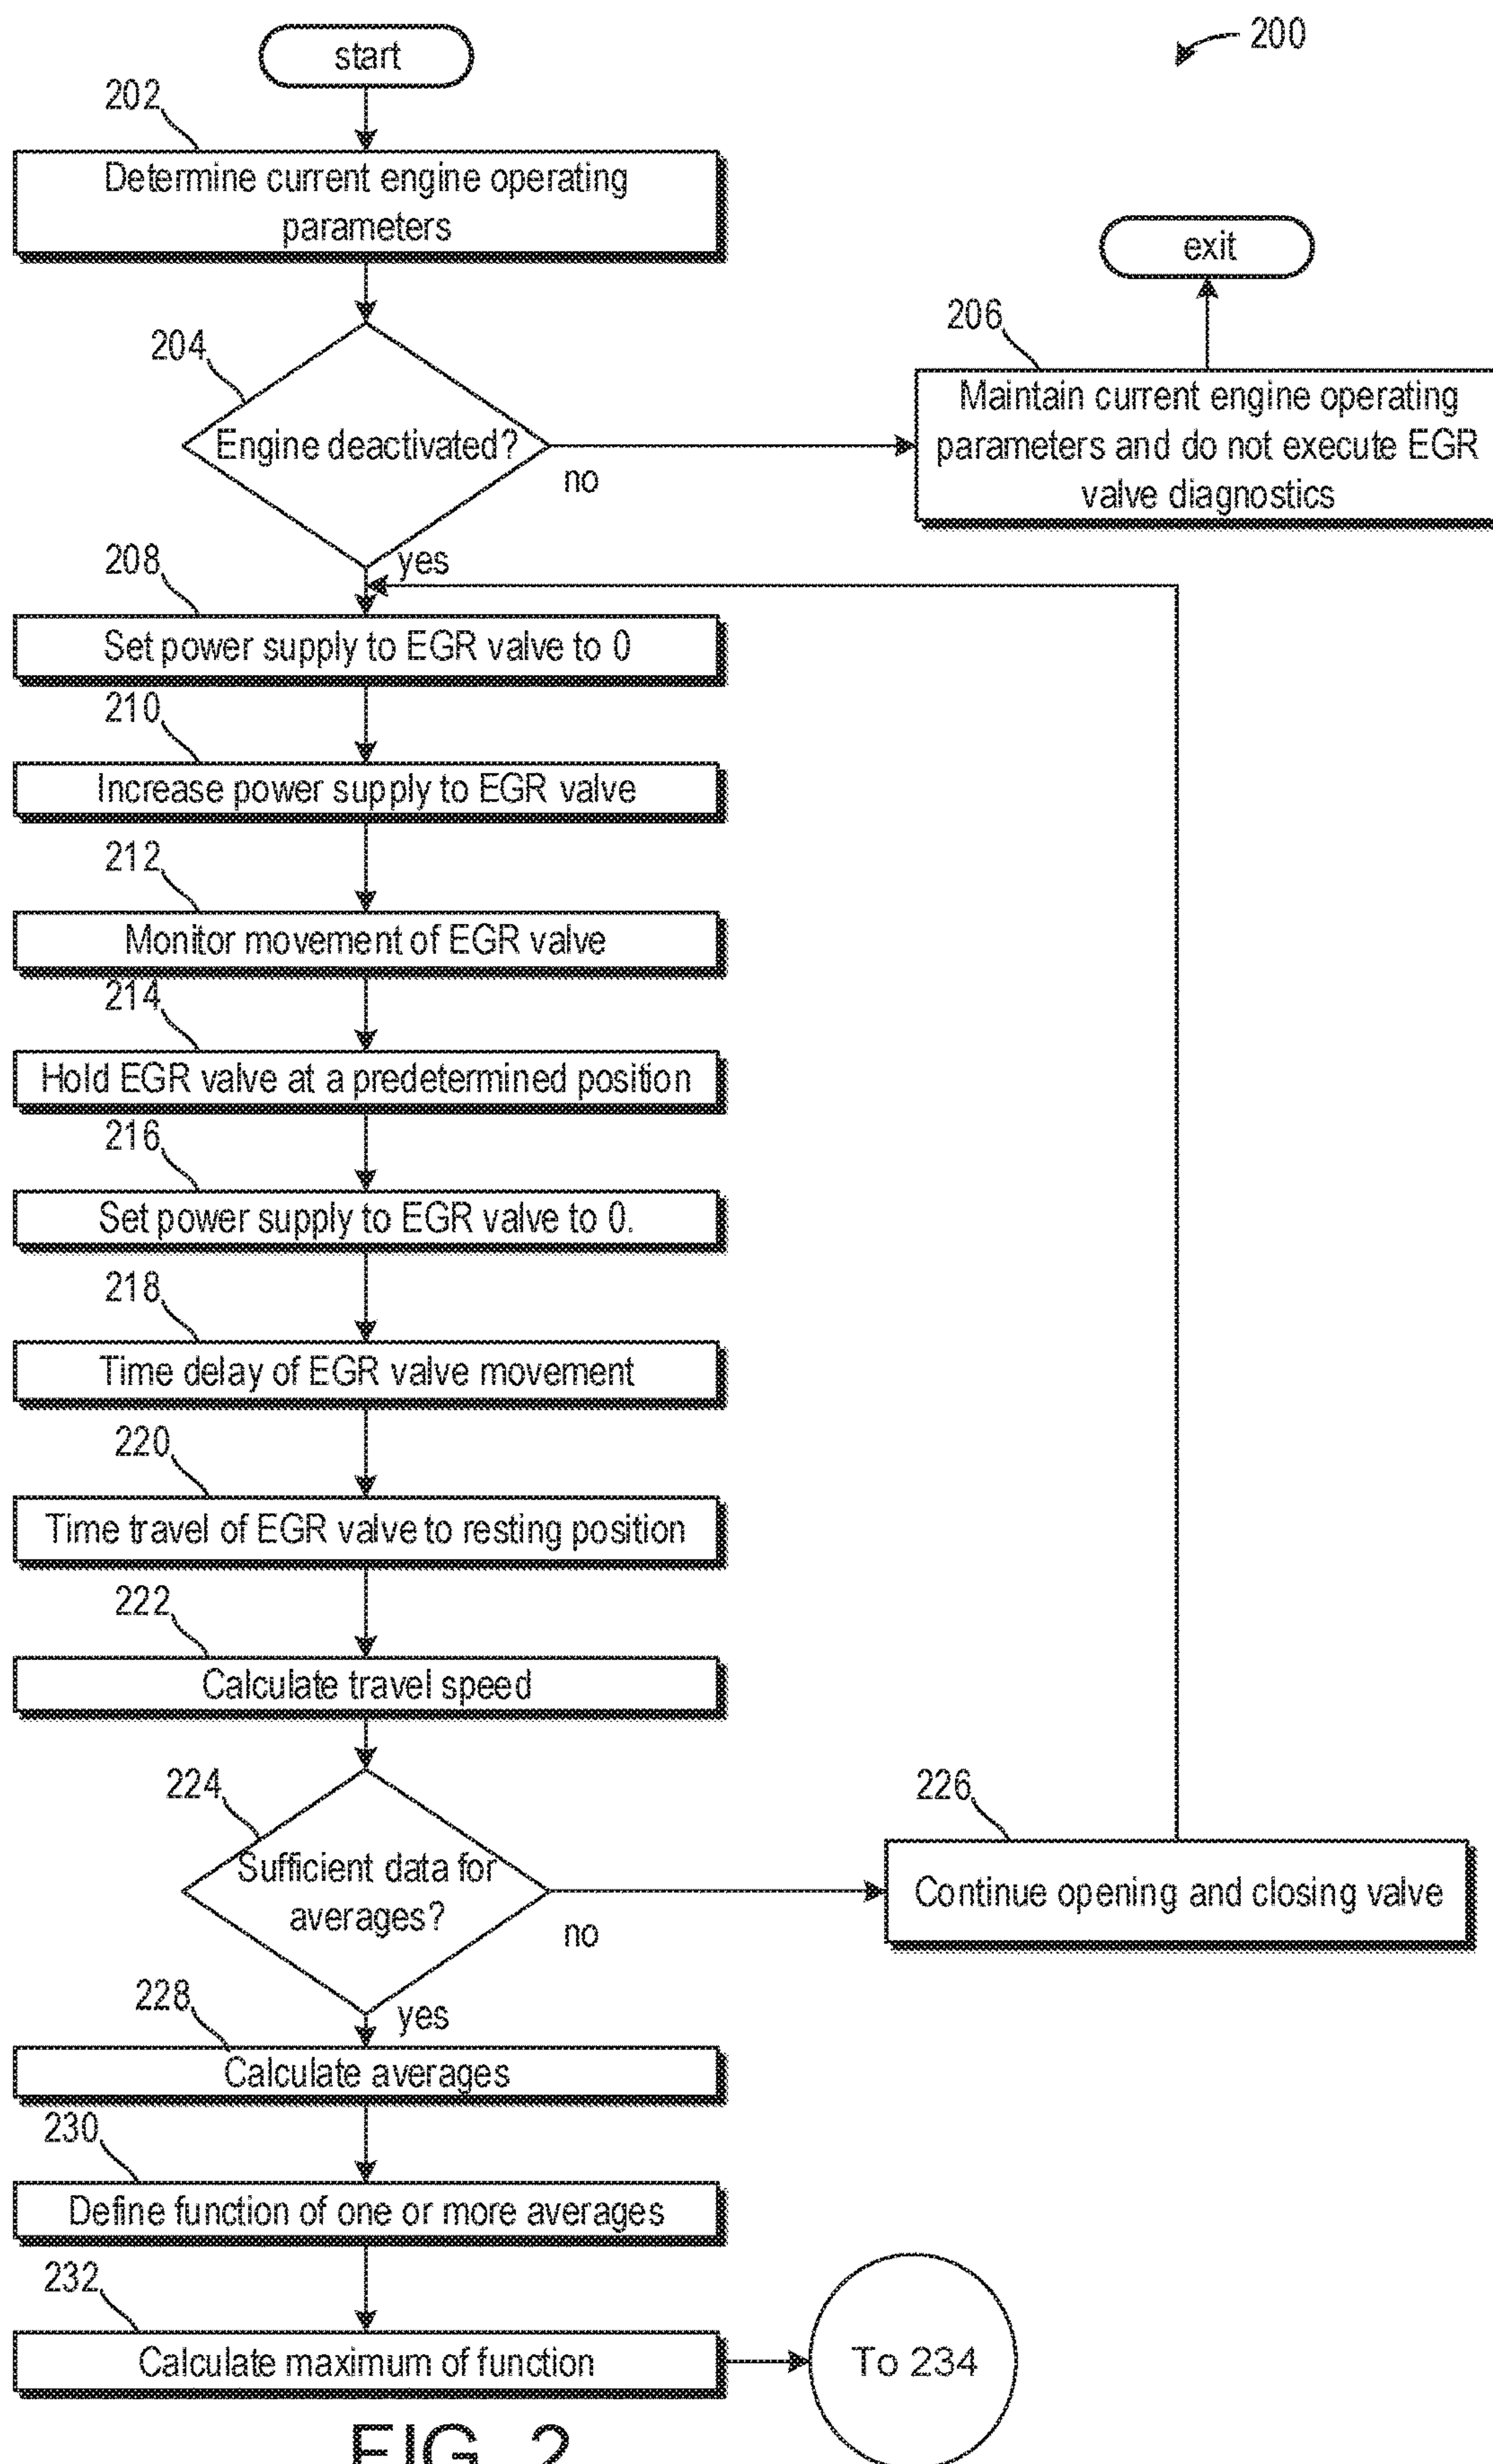 start
200
202
Determine current engine operating
parameters
exit
204
206
Engine deactivated?
no
Maintain current engine operating
parameters and do not execute EGR
valve diagnostics
yes
208
Set power supply to EGR valve to 0
210
Increase power supply to EGR valve
212
Monitor movement of EGR valve
214
Hold EGR valve at a predetermined position
216
Set power supply to EGR valve to 0.
218
Time delay of EGR valve movement
220
Time travel of EGR valve to resting position
222
Calculate travel speed
224
Sufficient data for
averages?
no
226
Continue opening and closing valve
yes
228
Calculate averages
230
Define function of one or more averages
232
Calculate maximum of function
To 234
FIG. 2